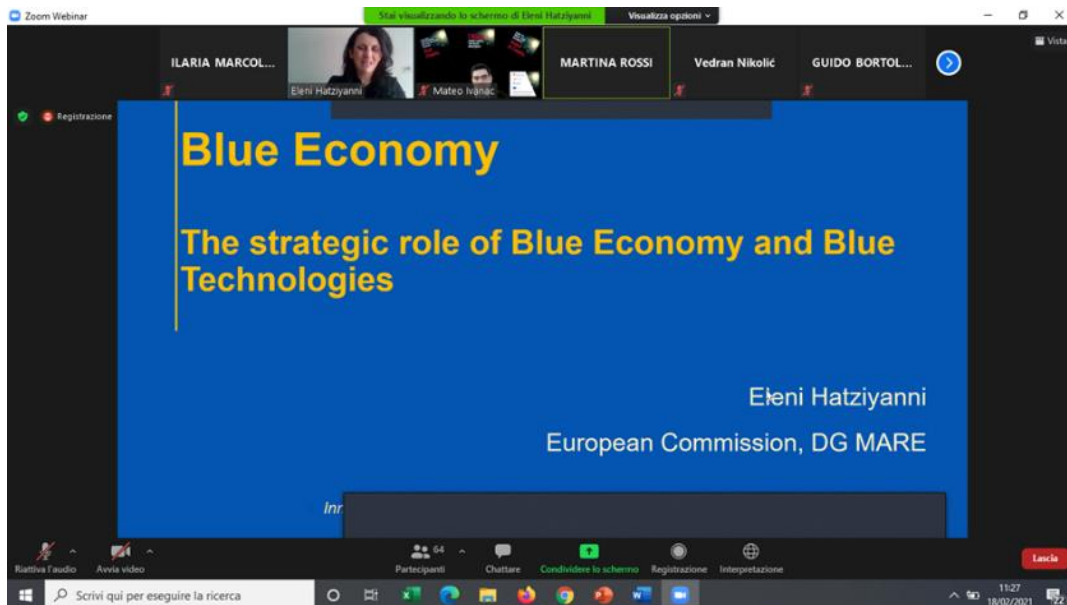 Zoom Webinar
Stai visualizzando lo schermo di Eleni Hatziyanni
Visualizza opzioni
Vista
ILARIA MARCOL...
Eleni Hatziyanni
Mateo Ivanac
MARTINA ROSSI
Vedran Nikolić
GUIDO BORTOL...
Registrazione
Blue Economy
The strategic role of Blue Economy and Blue
Technologies
Eleni Hatziyanni
European Commission, DG MARE
Inn
Riattiva l'audio
Avvia video
64
Partecipanti
Chattare
Condividere lo schermo
Registrazione
Interpretazione
Lascia
Scrivi qui per eseguire la ricerca
11:27
18/02/2021
22